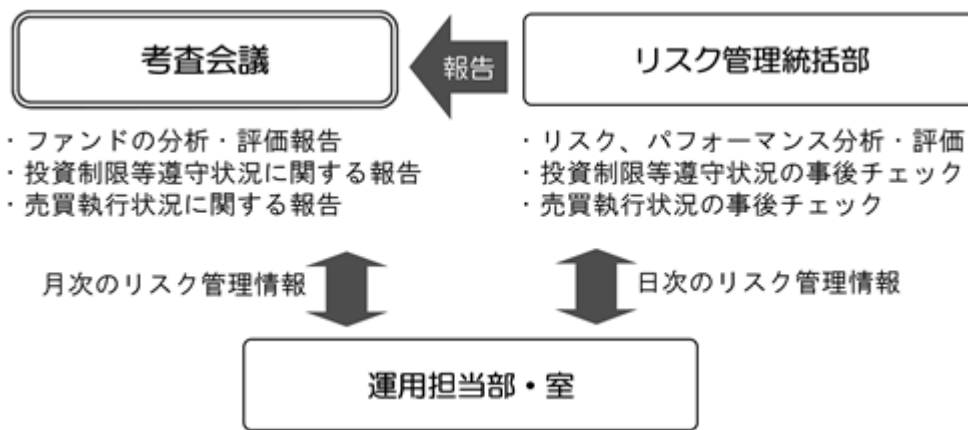 考査会議
報告
リスク管理統括部
・ファンドの分析・評価報告
・投資制限等遵守状況に関する報告
・売買執行状況に関する報告
・リスク、パフォーマンス分析・評価
・投資制限等遵守状況の事後チェック
・売買執行状況の事後チェック
月次のリスク管理情報
日次のリスク管理情報
運用担当部・室